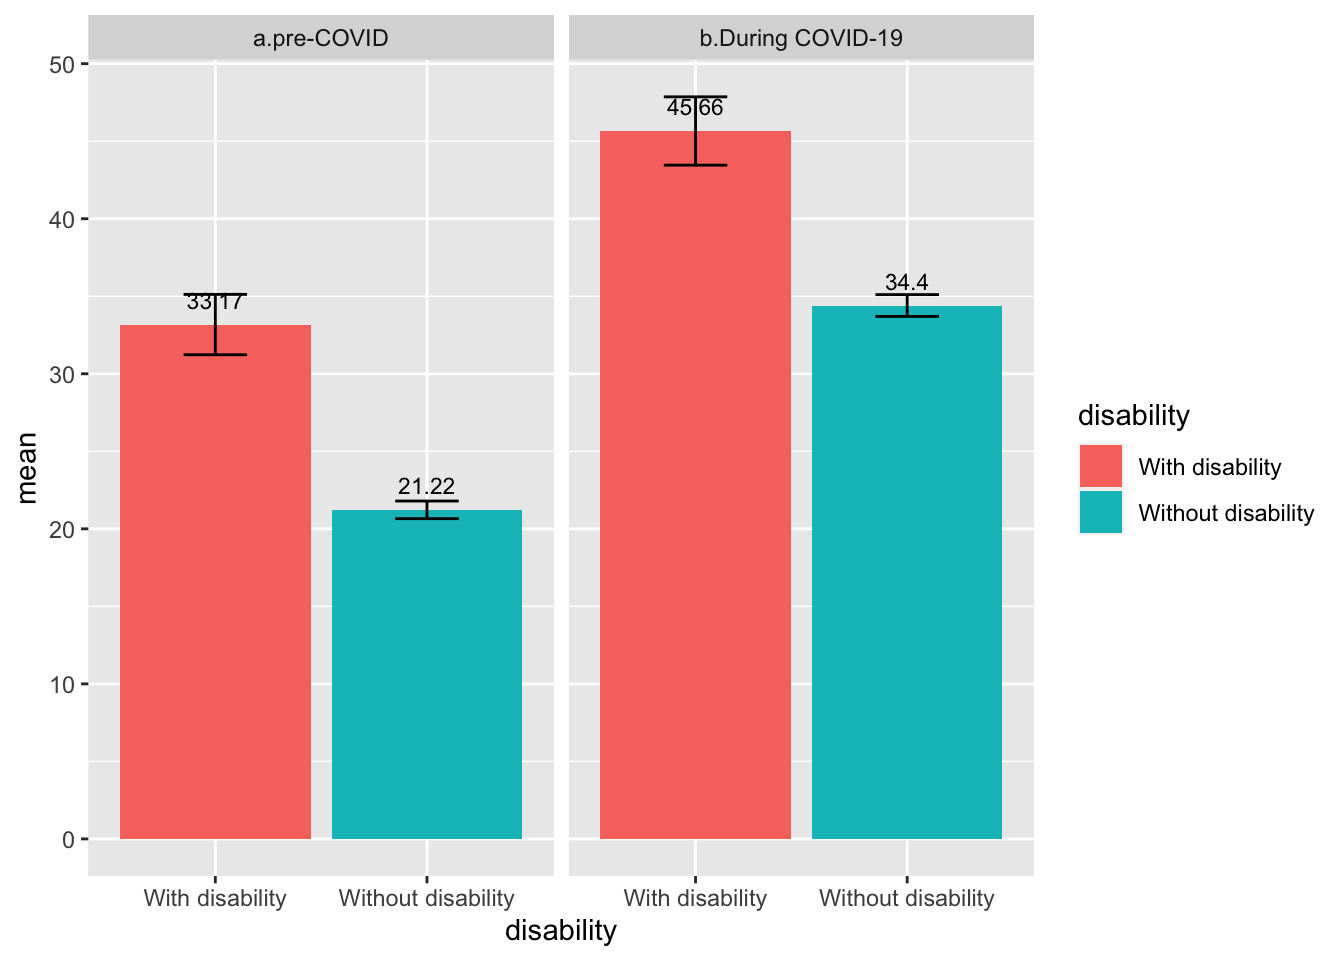 a.pre-COVID
b.During COVID-19
50
40
30
20
10
0
mean
33.17
21.22
45.66
34.4
With disability
Without disability
With disability
Without disability
disability
disability
With disability
Without disability